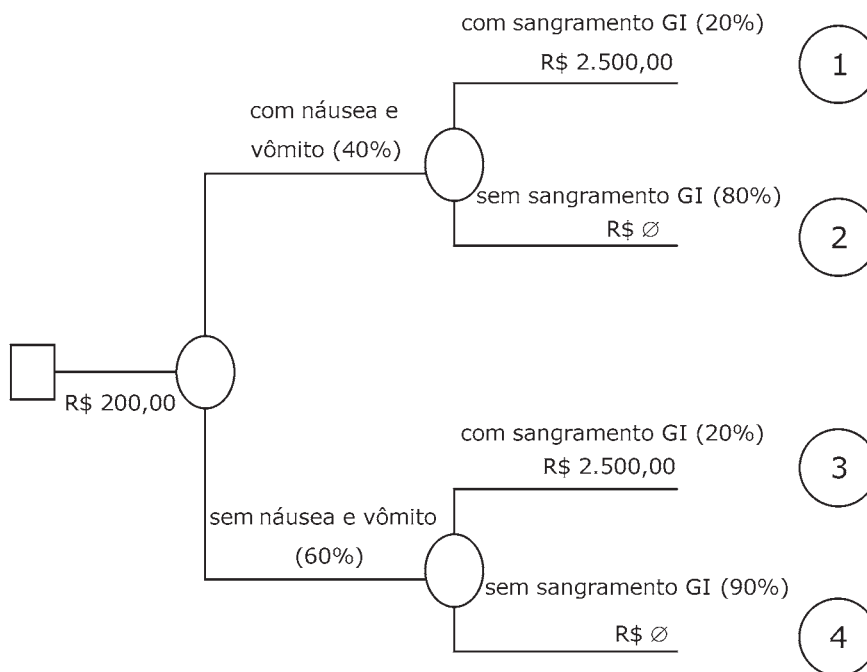 com sangramento GI (20%)
R$ 2.500,00
1
com náusea e
vômito (40%)
sem sangramento GI (80%)
R$ ∅
2
R$ 200,00
com sangramento GI (20%)
R$ 2.500,00
3
sem náusea e vômito
(60%)
sem sangramento GI (90%)
R$ ∅
4